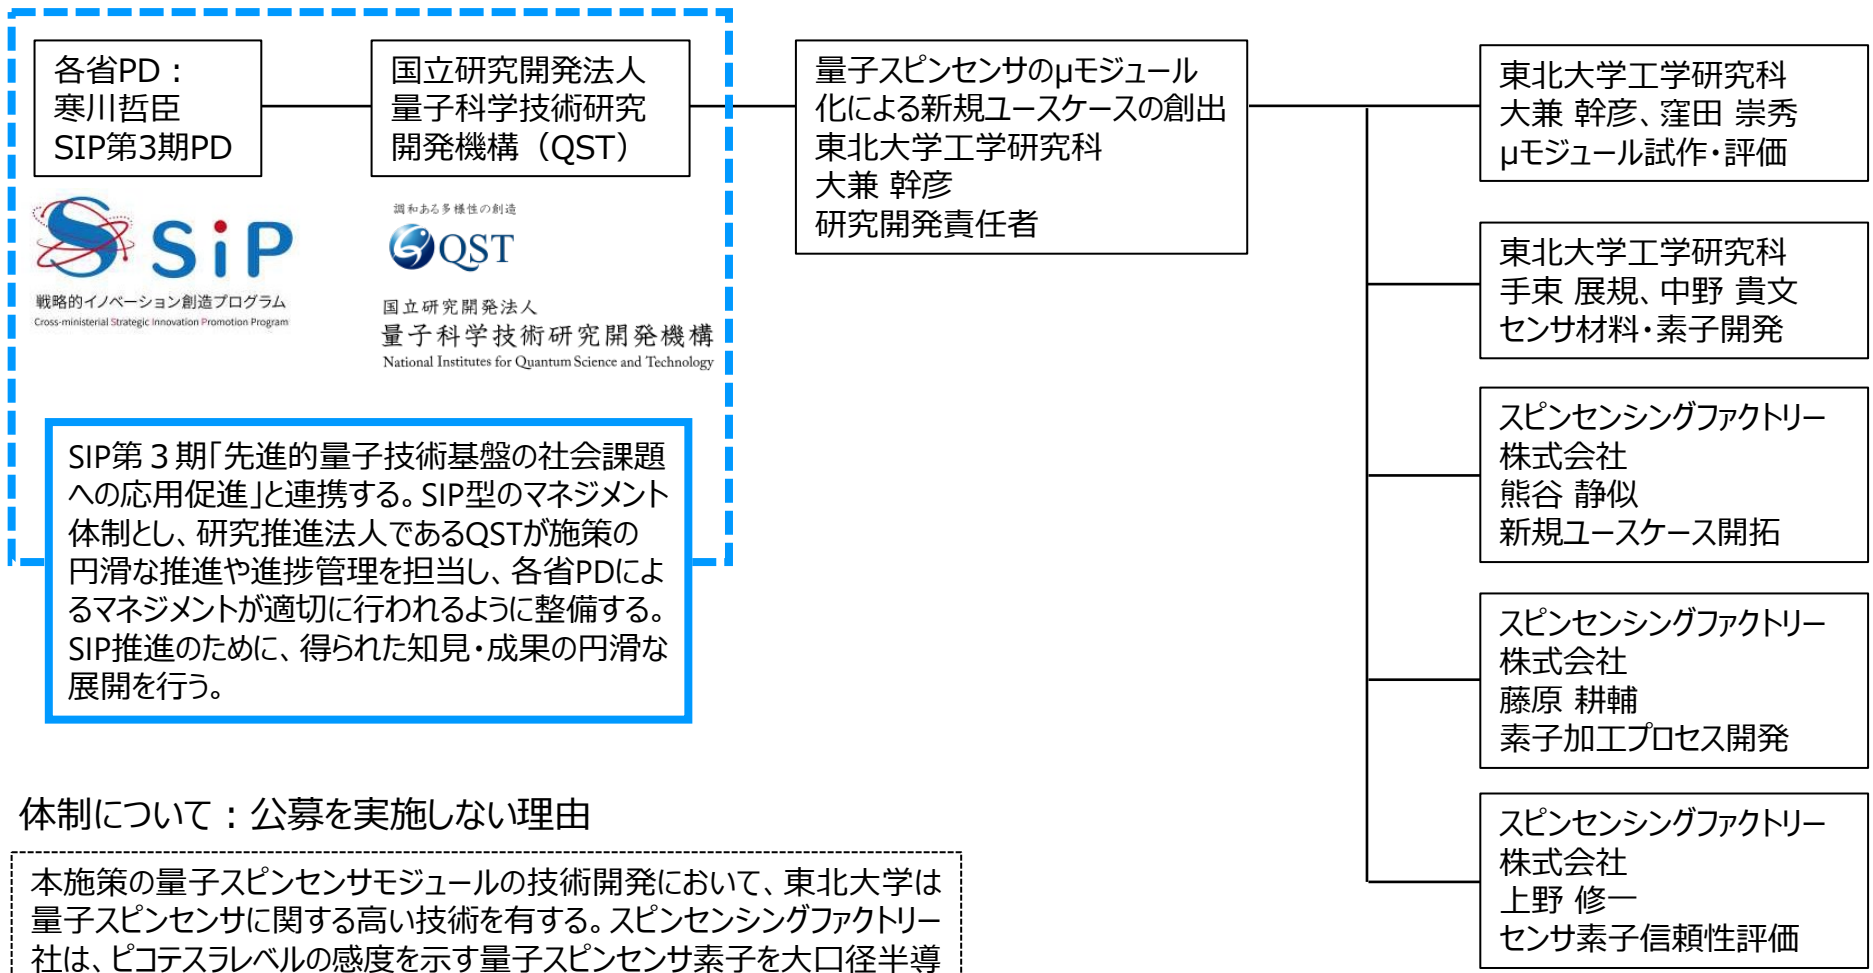 各省PD：
寒川哲臣
SIP第3期PD
国立研究開発法人
量子科学技術研究
開発機構（QST）
SiP
戦略的イノベーション創造プログラム
Cross-ministerial Strategic Innovation Promotion Program
調和ある多様性の創造
QST
国立研究開発法人
量子科学技術研究開発機構
National Institutes for Quantum Science and Technology
SIP第３期｢先進的量子技術基盤の社会課題
への応用促進｣と連携する。SIP型のマネジメント
体制とし、研究推進法人であるQSTが施策の
円滑な推進や進捗管理を担当し、各省PDによ
るマネジメントが適切に行われるように整備する。
SIP推進のために、得られた知見・成果の円滑な
展開を行う。
量子スピンセンサのμモジュール
化による新規ユースケースの創出
東北大学工学研究科
大兼 幹彦
研究開発責任者
東北大学工学研究科
大兼 幹彦、窪田 崇秀
μモジュール試作・評価
東北大学工学研究科
手束 展規、中野 貴文
センサ材料・素子開発
スピンセンシングファクトリー
株式会社
熊谷 静似
新規ユースケース開拓
スピンセンシングファクトリー
株式会社
藤原 耕輔
素子加工プロセス開発
スピンセンシングファクトリー
株式会社
上野 修一
センサ素子信頼性評価
体制について：公募を実施しない理由
本施策の量子スピンセンサモジュールの技術開発において、東北大学は
量子スピンセンサに関する高い技術を有する。スピンセンシングファクトリー
社は、ピコテスラレベルの感度を示す量子スピンセンサ素子を大口径半導